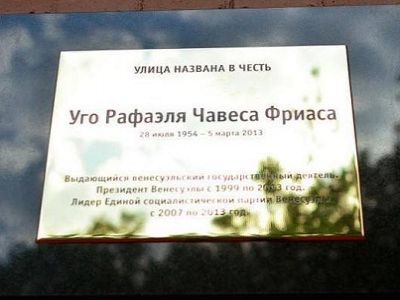 УЛИЦА НАЗВАНА В ЧЕСТЬ
Уго Рафаэля Чавеса Фриаса
28 июля 1954 – 5 марта 2013
Выдающийся венесуэльский государственный деятель.
Президент Венесуэлы с 1999 по 2013 год.
Лидер Единой социалистической партии Венесуэлы
с 2007 по 2013 год.